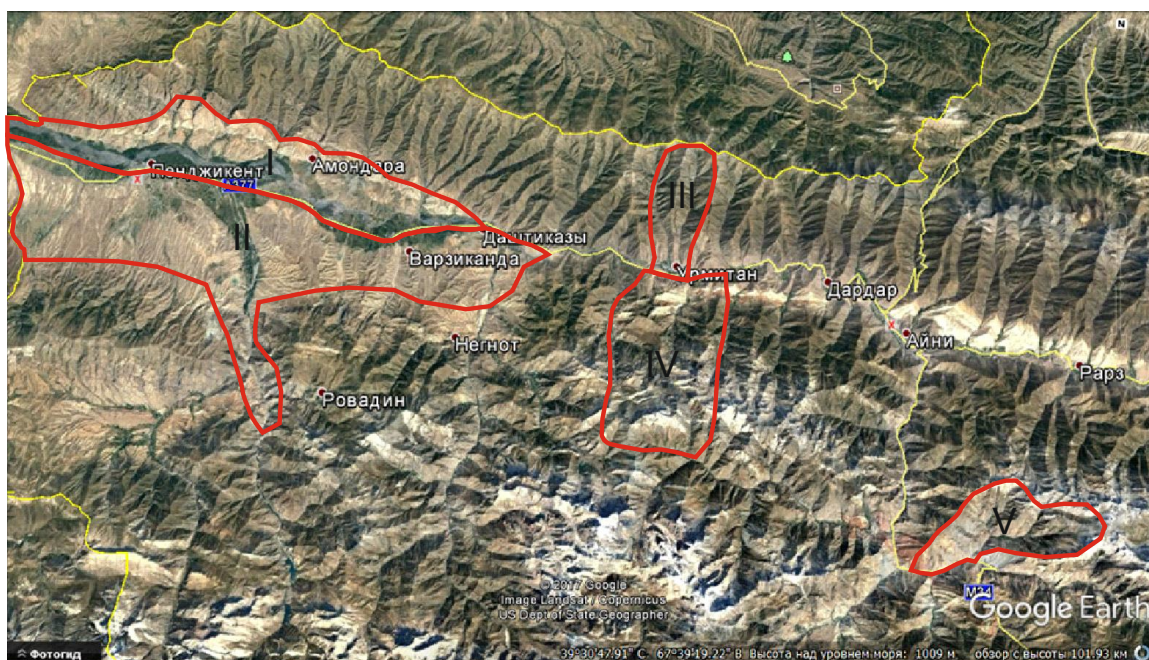 N
I
Пенджикент
Амондара
A377
III
II
Даштиказы
Варзиканда
Урмитан
Дардар
Айни
Негнот
IV
Рарз
Ровадин
V
© 2017 Google
Image Landsat / Copernicus
US Dept of State Geographer
M34
Google Earth
Фотогид
39°30'47.91" С 67°39'19.22" В Высота над уровнем моря: 1009 м обзор с высоты 101.93 км